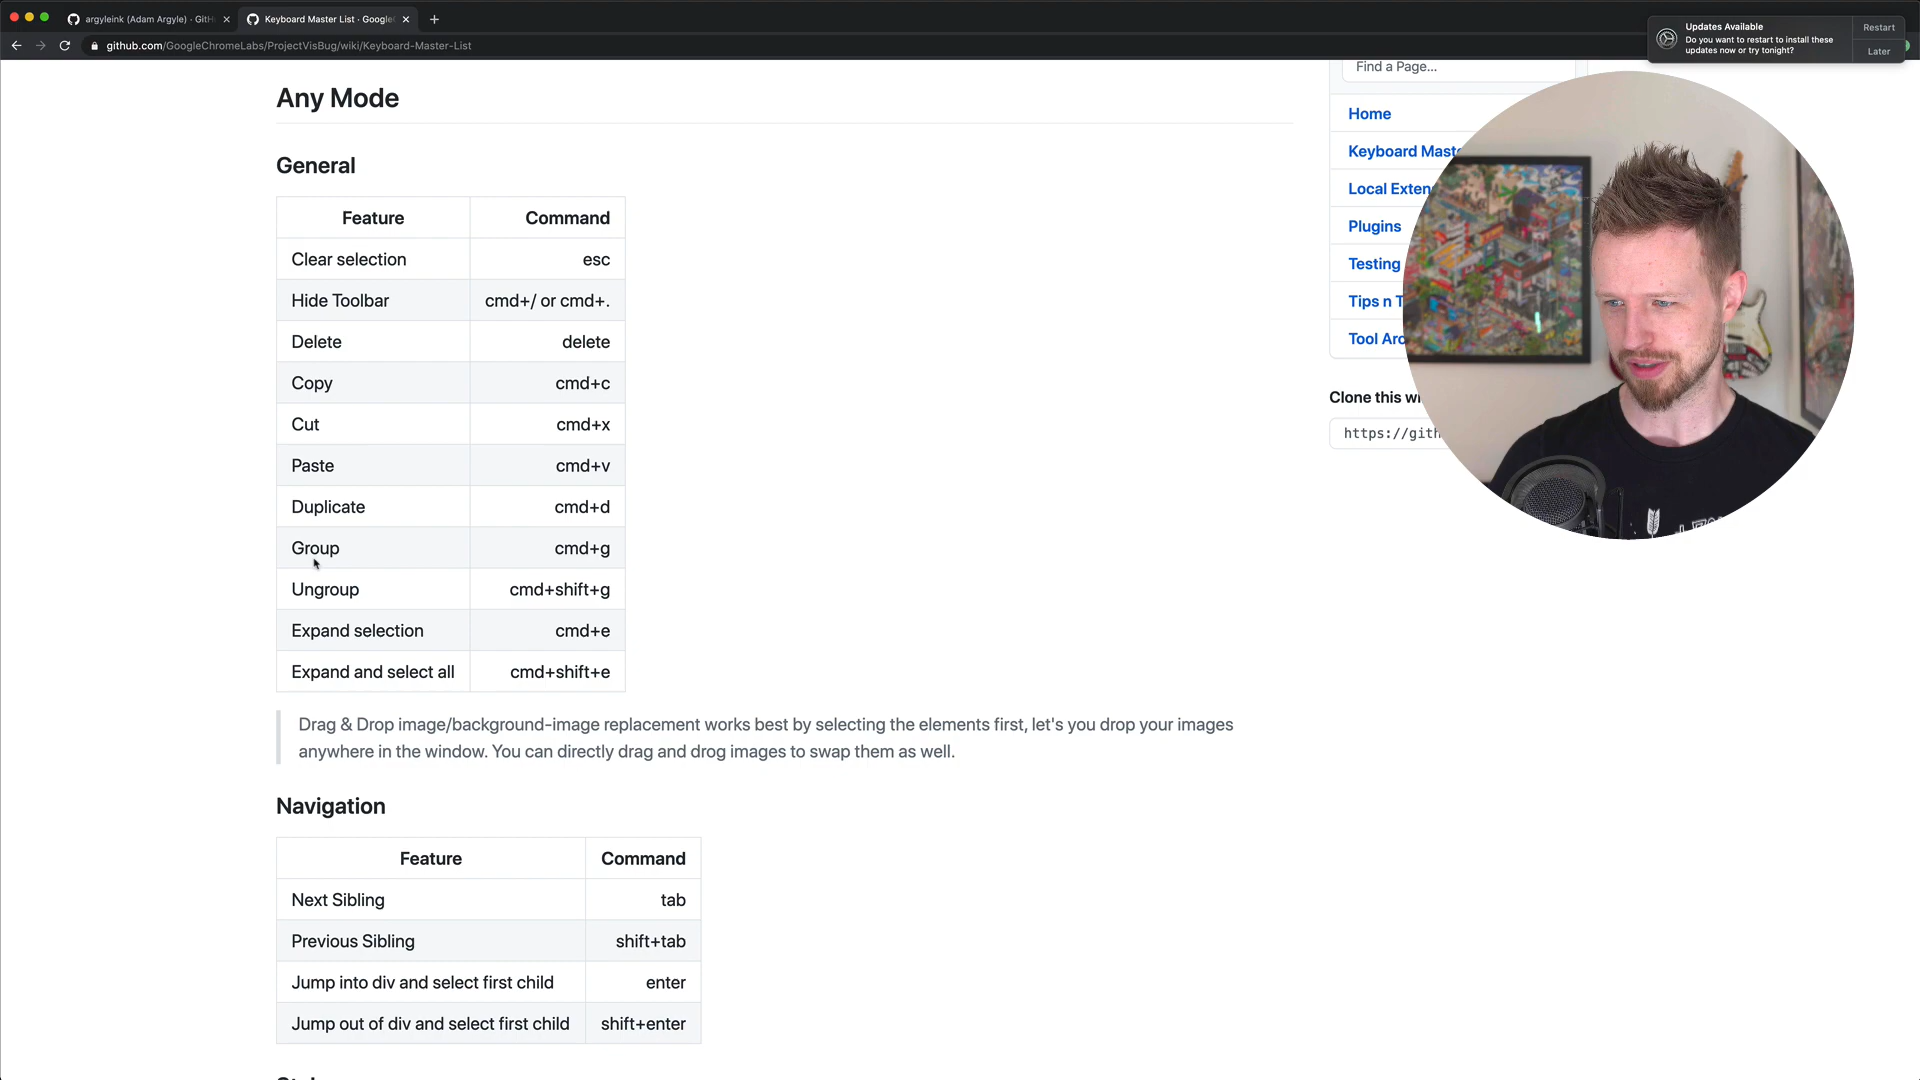 argyleink (Adam Argyle) · GitH
Keyboard Master List · Google
github.com/GoogleChromeLabs/ProjectVisBug/wiki/Keyboard-Master-List
Updates Available
Do you want to restart to install these
updates now or try tonight?
Restart
Later
Any Mode
General
Feature Command
Clear selection esc
Hide Toolbar cmd+/ or cmd+.
Delete delete
Copy cmd+c
Cut cmd+x
Paste cmd+v
Duplicate cmd+d
Group cmd+g
Ungroup cmd+shift+g
Expand selection cmd+e
Expand and select all cmd+shift+e
Drag & Drop image/background-image replacement works best by selecting the elements first, let's you drop your images
anywhere in the window. You can directly drag and drog images to swap them as well.
Navigation
Feature Command
Next Sibling tab
Previous Sibling shift+tab
Jump into div and select first child enter
Jump out of div and select first child shift+enter
Find a Page...
Home
Keyboard Maste
Local Exten
Plugins
Testing
Tips n T
Tool Arc
Clone this wi
https://gith